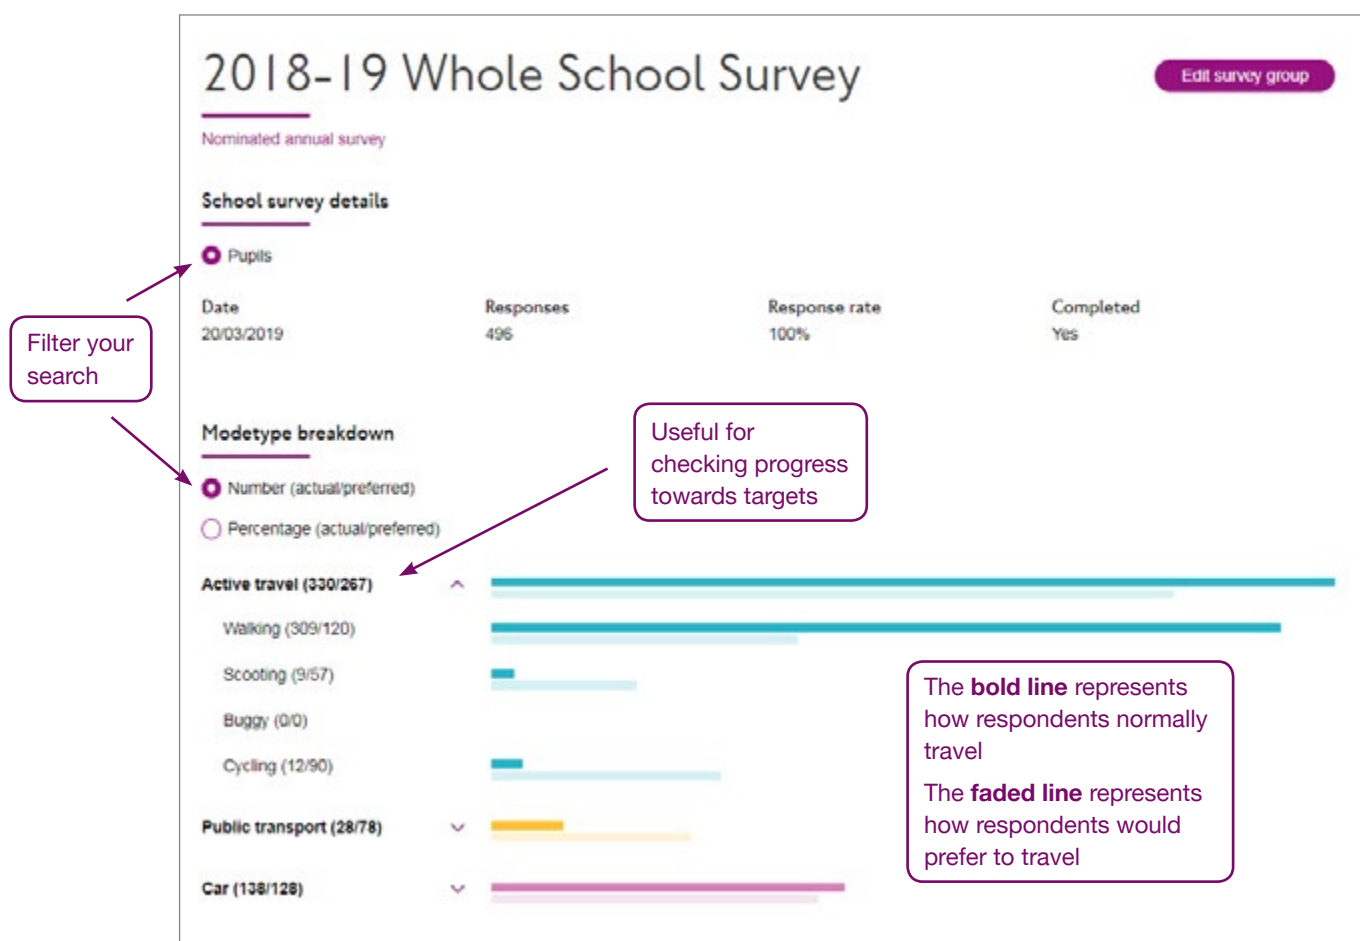 2018-19 Whole School Survey
Edit survey group
Nominated annual survey
School survey details
Pupils
Date
Responses
Response rate
Completed
20/03/2019
496
100%
Yes
Filter your
search
Modetype breakdown
Useful for
checking progress
towards targets
Number (actual/preferred)
Percentage (actual/preferred)
Active travel (330/267)
Walking (309/120)
Scooting (9/57)
Buggy (0/0)
Cycling (12/90)
The bold line represents
how respondents normally
travel
The faded line represents
how respondents would
prefer to travel
Public transport (28/78)
Car (138/128)